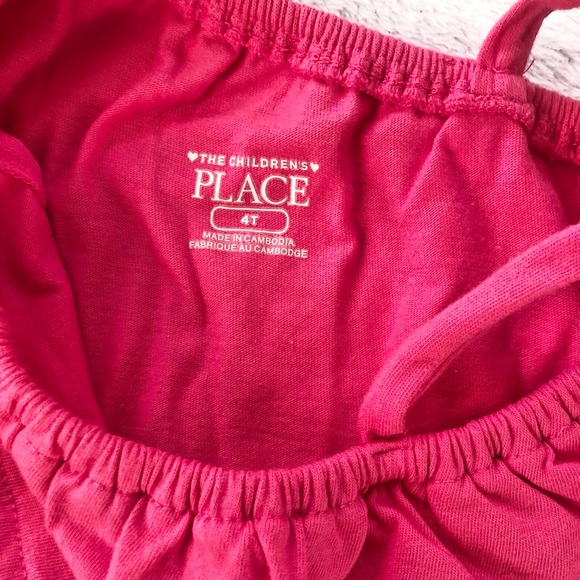 ♥THE CHILDREN'S♥
PLACE
4T
MADE IN CAMBODIA
FABRIQUE AU CAMBODGE